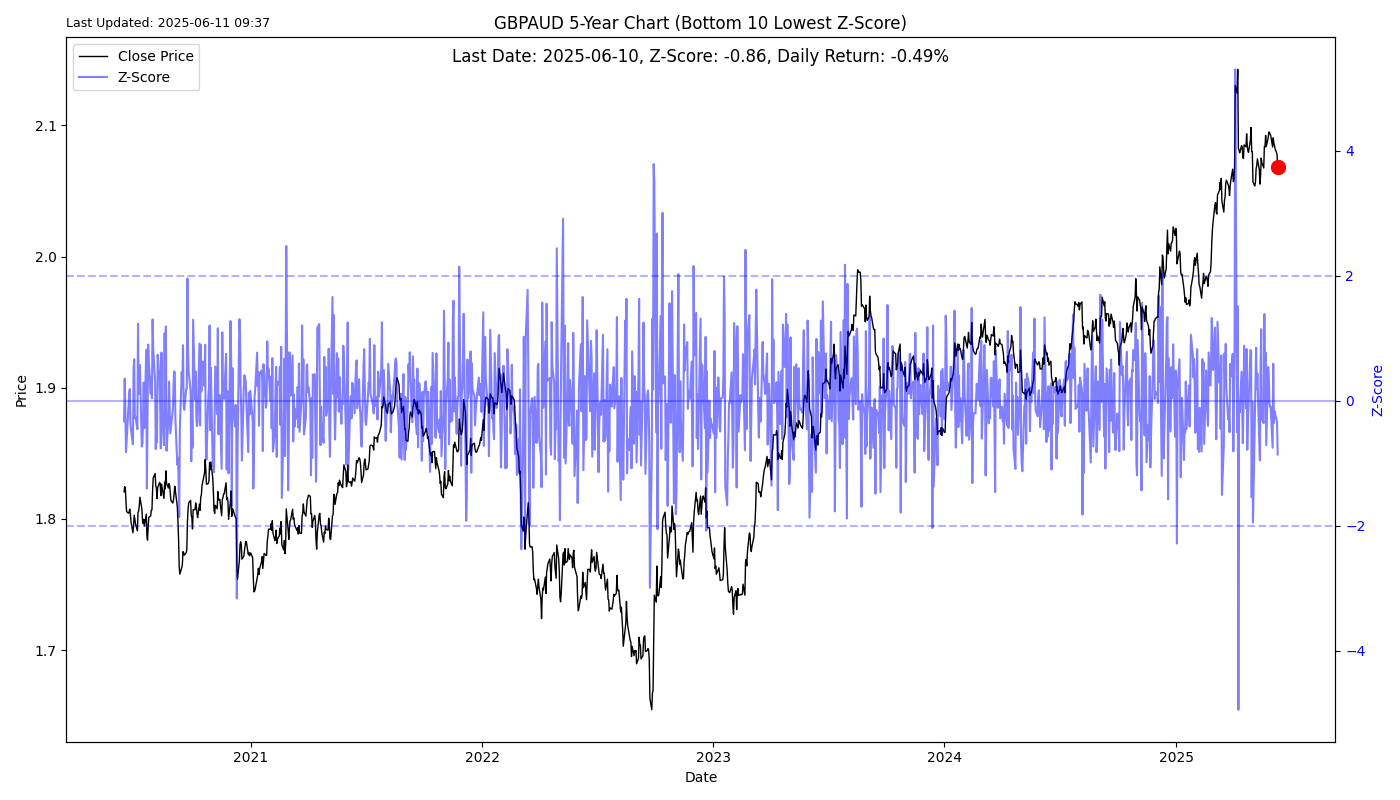 Last Updated: 2025-06-11 09:37
GBPAUD 5-Year Chart (Bottom 10 Lowest Z-Score)
Last Date: 2025-06-10, Z-Score: -0.86, Daily Return: -0.49%
Close Price
Z-Score
2.1
2.0
1.9
1.8
1.7
Price
4
2
0
−2
−4
Z-Score
2021
2022
2023
2024
2025
Date